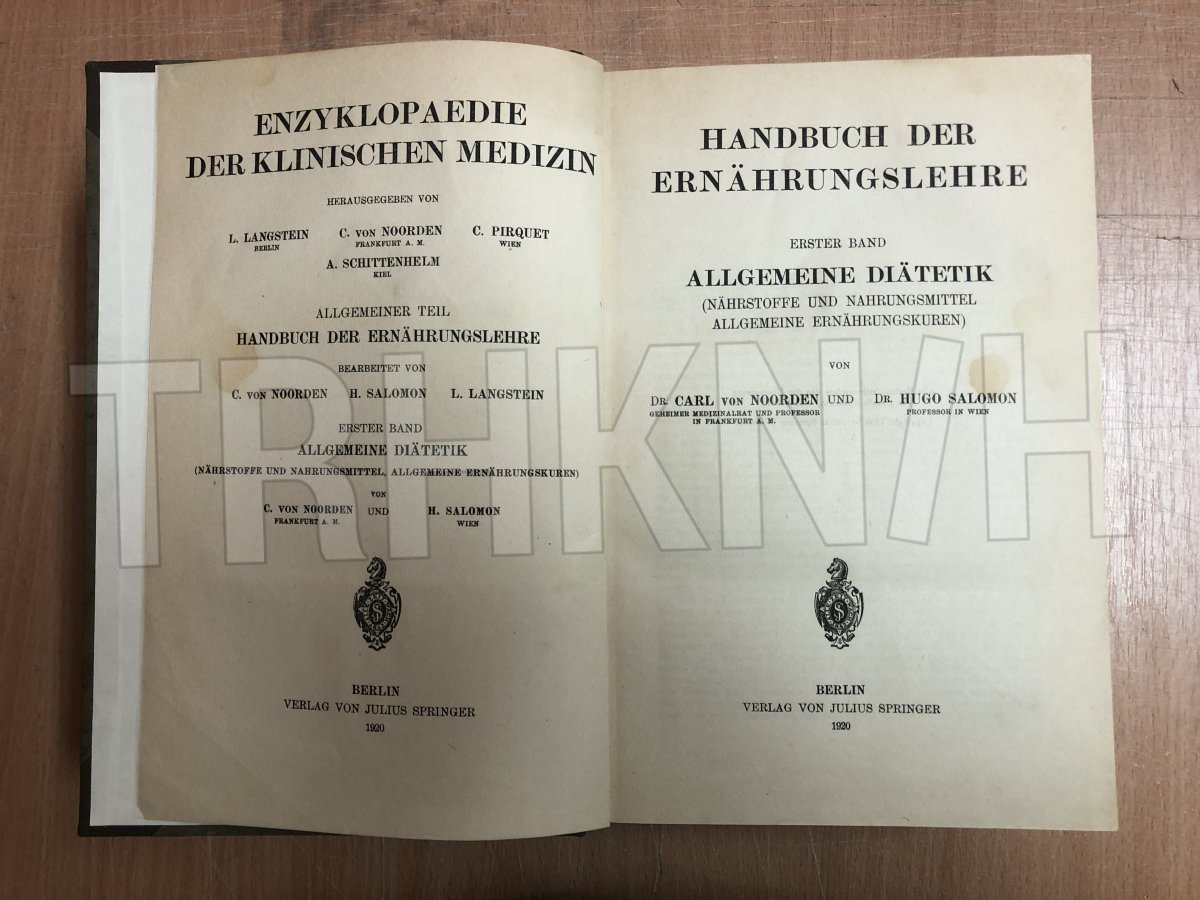 ENZYKLOPAEDIE
DER KLINISCHEN MEDIZIN
HERAUSGEGEBEN VON
L. LANGSTEIN C. VON NOORDEN C. PIRQUET
BERLIN FRANKFURT A. M. WIEN
A. SCHITTENHELM
KIEL
ALLGEMEINER TEIL
HANDBUCH DER ERNÄHRUNGSLEHRE
BEARBEITET VON
C. VON NOORDEN H. SALOMON L. LANGSTEIN
ERSTER BAND
ALLGEMEINE DIÄTETIK
(NÄHRSTOFFE UND NAHRUNGSMITTEL, ALLGEMEINE ERNÄHRUNGSKUREN)
VON
C. VON NOORDEN UND H. SALOMON
FRANKFURT A. M. WIEN
BERLIN
VERLAG VON JULIUS SPRINGER
1920
HANDBUCH DER
ERNÄHRUNGSLEHRE
ERSTER BAND
ALLGEMEINE DIÄTETIK
(NÄHRSTOFFE UND NAHRUNGSMITTEL
ALLGEMEINE ERNÄHRUNGSKUREN)
VON
DR. CARL VON NOORDEN UND DR. HUGO SALOMON
GEHEIMER MEDIZINALRAT UND PROFESSOR PROFESSOR IN WIEN
IN FRANKFURT A. M.
BERLIN
VERLAG VON JULIUS SPRINGER
1920
TRHKN/H